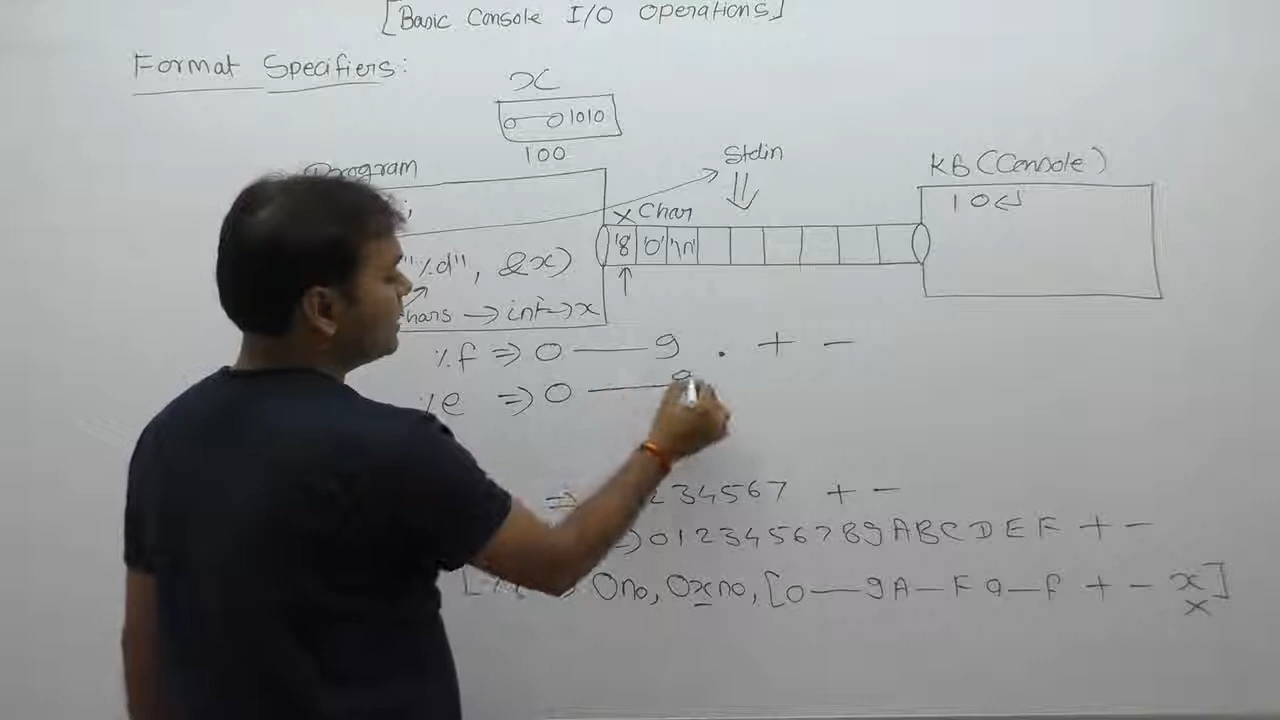 [Basic Console I/O Operations]
Format Specifiers:
x
0—01010
100
Program
Stdin
KB (Console)
10↵
;
x Char
'8' '0' '\n'
"%d", &x)
chars → int → x
%f ⇒ 0—9 . + -
%e ⇒ 0—9
⇒ 234567 + -
⇒ 0123456789ABCDEF + -
0no, 0xno, [0—9A—F a—f + - x]
X